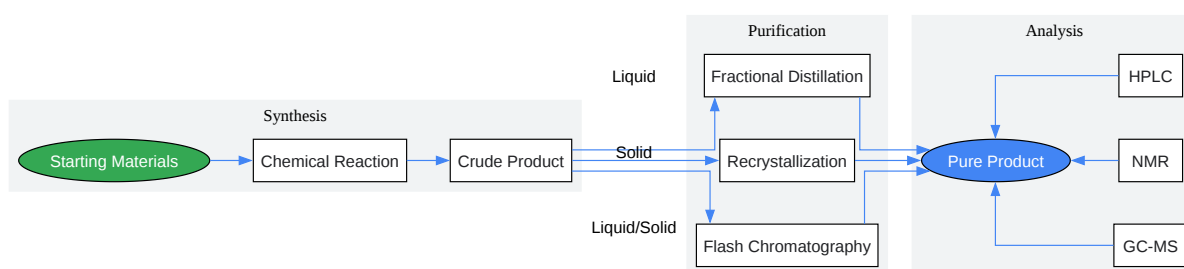 Purification
Analysis
Liquid
Fractional Distillation
HPLC
Synthesis
Starting Materials
Chemical Reaction
Crude Product
Solid
Recrystallization
Pure Product
NMR
Liquid/Solid
Flash Chromatography
GC-MS